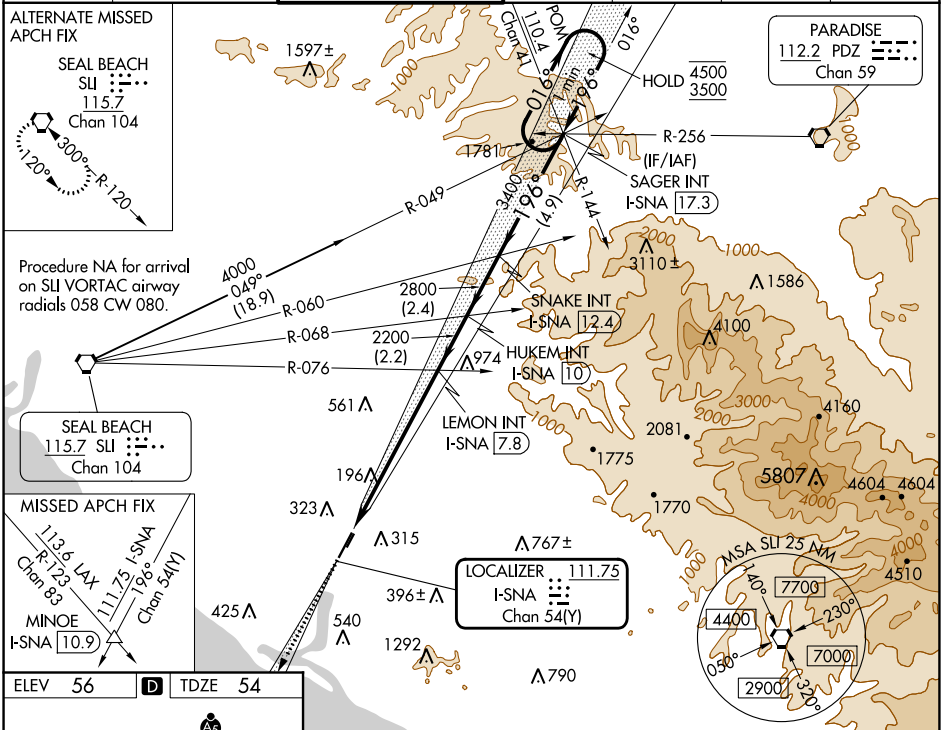 ALTERNATE MISSED
APCH FIX
SEAL BEACH
SLI
115.7
Chan 104
300°
120°
R-120
1597±
1000
POM
110.4
Chan 41
016°
016°
196°
1 min
HOLD 4500
3500
PARADISE
112.2 PDZ
Chan 59
R-256
1781
(IF/IAF)
SAGER INT
I-SNA 17.3
R-144
R-049
3400
196°
(4.9)
Procedure NA for arrival
on SLI VORTAC airway
radials 058 CW 080.
4000
049°
(18.9)
R-060
R-068
R-076
2800
(2.4)
2200
(2.2)
SNAKE INT
I-SNA 12.4
HUKEM INT
I-SNA 10
LEMON INT
I-SNA 7.8
2000
1000
3110±
1586
4100
974
561
3000
2000
4160
1000
2081
1775
1770
5807
4000
4604
4604
4000
4510
SEAL BEACH
115.7 SLI
Chan 104
196
323
315
767±
1000
MISSED APCH FIX
113.6 LAX
R-123
Chan 83
111.75 I-SNA
196°
Chan 54(Y)
MINOE
I-SNA 10.9
LOCALIZER 111.75
I-SNA
Chan 54(Y)
425
396±
540
1292
790
MSA SLI 25 NM
140°
7700
230°
4400
050°
7000
2900
320°
ELEV 56 D TDZE 54
A5